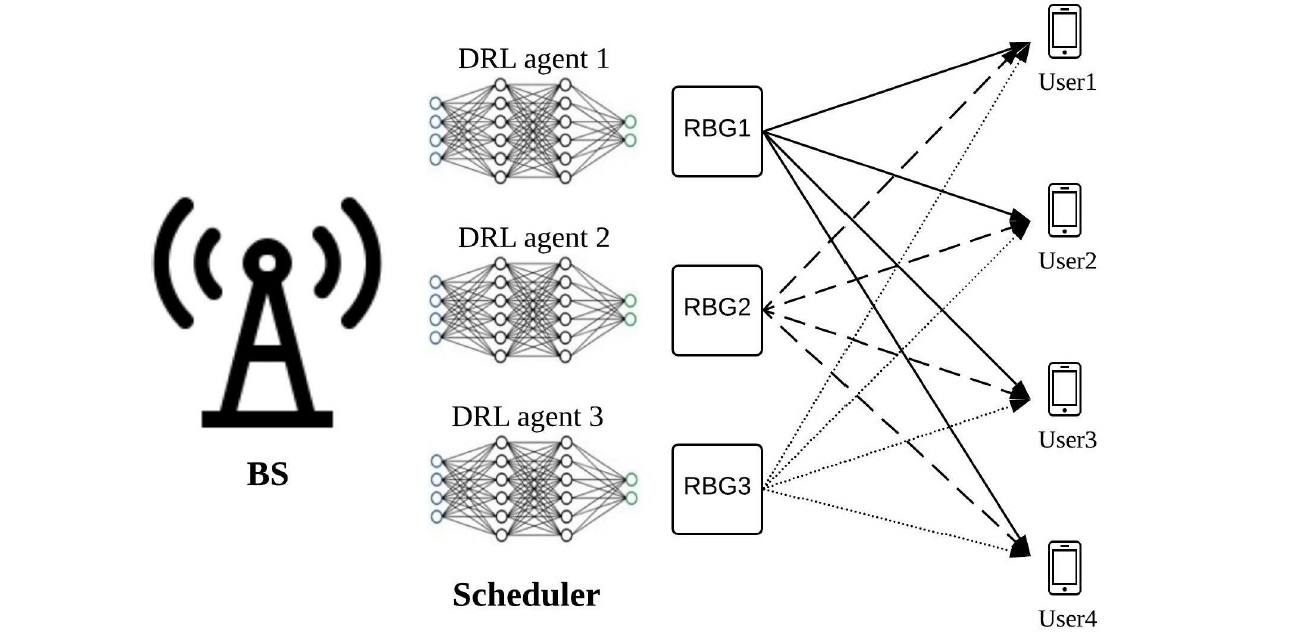 DRL agent 1
RBG1
User1
DRL agent 2
RBG2
User2
DRL agent 3
RBG3
User3
BS
Scheduler
User4